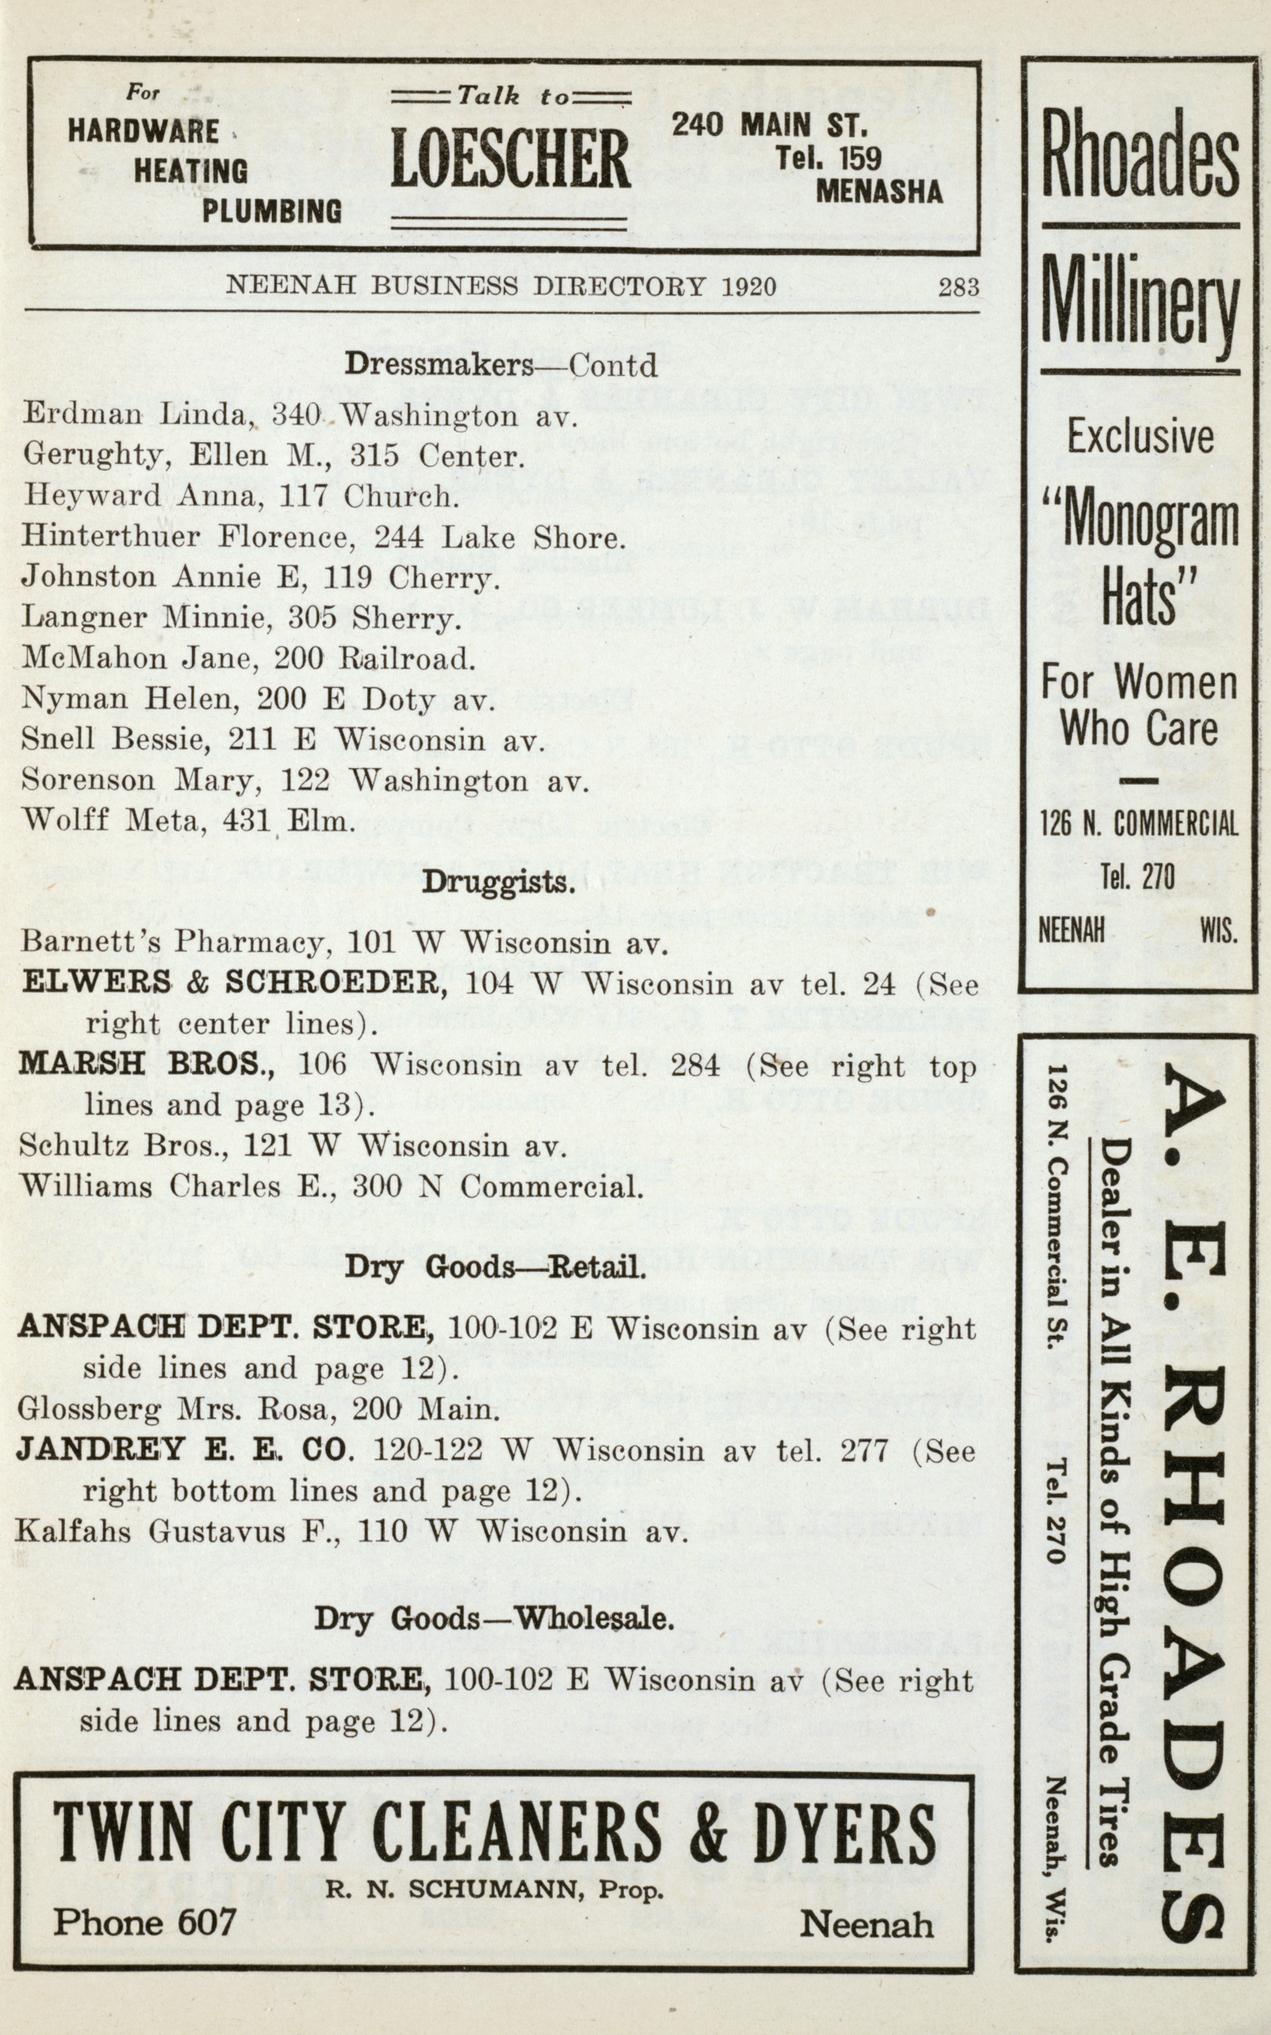 For
HARDWARE
HEATING
PLUMBING
Talk to
LOESCHER
240 MAIN ST.
Tel. 159
MENASHA
NEENAH BUSINESS DIRECTORY 1920 283
Dressmakers—Contd
Erdman Linda, 340 Washington av.
Gerughty, Ellen M., 315 Center.
Heyward Anna, 117 Church.
Hinterthuer Florence, 244 Lake Shore.
Johnston Annie E, 119 Cherry.
Langner Minnie, 305 Sherry.
McMahon Jane, 200 Railroad.
Nyman Helen, 200 E Doty av.
Snell Bessie, 211 E Wisconsin av.
Sorenson Mary, 122 Washington av.
Wolff Meta, 431 Elm.
Druggists.
Barnett's Pharmacy, 101 W Wisconsin av.
ELWERS & SCHROEDER, 104 W Wisconsin av tel. 24 (See
right center lines).
MARSH BROS., 106 Wisconsin av tel. 284 (See right top
lines and page 13).
Schultz Bros., 121 W Wisconsin av.
Williams Charles E., 300 N Commercial.
Dry Goods—Retail.
ANSPACH DEPT. STORE, 100-102 E Wisconsin av (See right
side lines and page 12).
Glossberg Mrs. Rosa, 200 Main.
JANDREY E. E. CO. 120-122 W Wisconsin av tel. 277 (See
right bottom lines and page 12).
Kalfahs Gustavus F., 110 W Wisconsin av.
Dry Goods—Wholesale.
ANSPACH DEPT. STORE, 100-102 E Wisconsin av (See right
side lines and page 12).
TWIN CITY CLEANERS & DYERS
R. N. SCHUMANN, Prop.
Phone 607 Neenah
Rhoades
Millinery
Exclusive
"Monogram
Hats"
For Women
Who Care
126 N. COMMERCIAL
Tel. 270
NEENAH WIS.
A. E. RHOADES
Dealer in All Kinds of High Grade Tires
126 N. Commercial St. Tel. 270 Neenah, Wis.